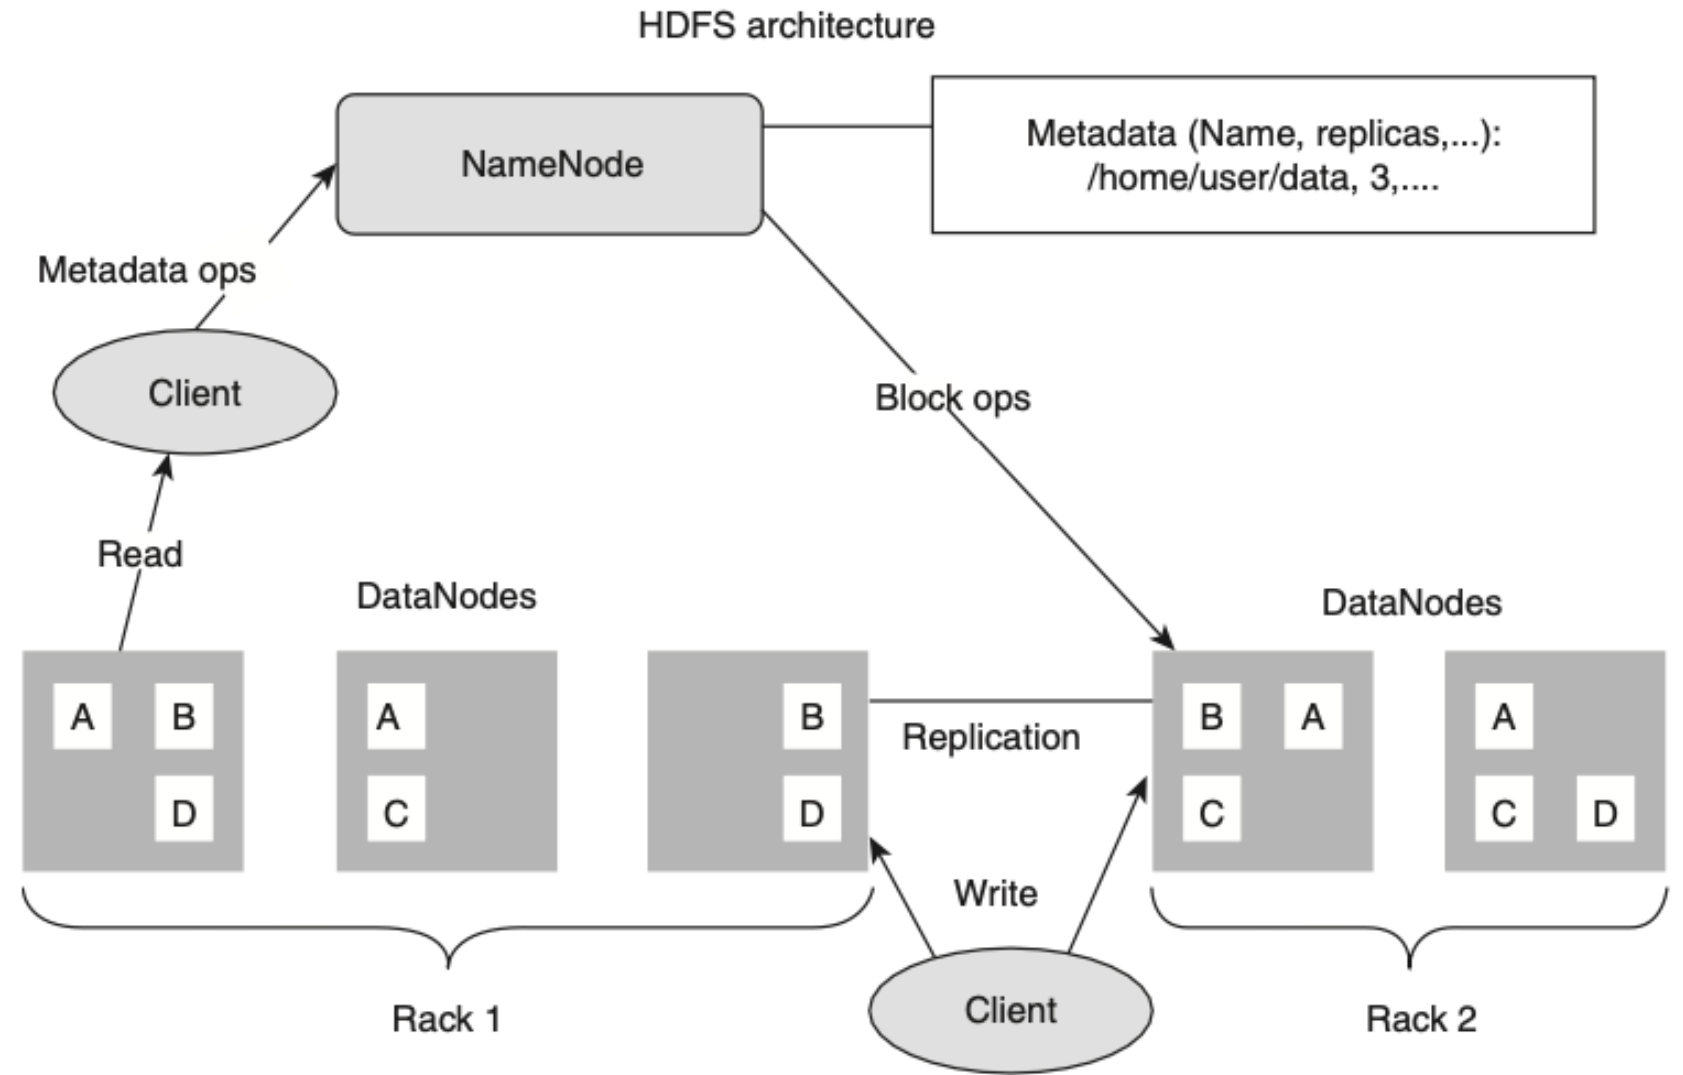 HDFS architecture
NameNode
Metadata (Name, replicas,...):
/home/user/data, 3,....
Metadata ops
Client
Block ops
Read
DataNodes
DataNodes
A B
D
A
C
B
D
Replication
B A
C
A
C D
Write
Client
Rack 1
Rack 2